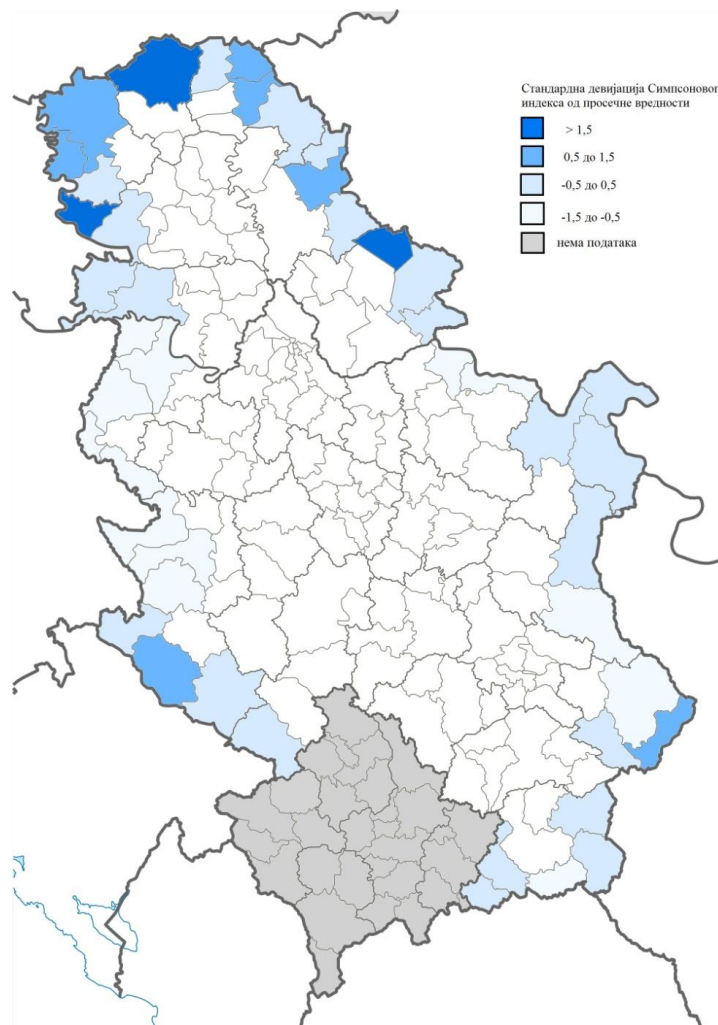 Стандардна девијација Симпсоновог
индекса од просечне вредности
> 1,5
0,5 до 1,5
-0,5 до 0,5
-1,5 до -0,5
нема података